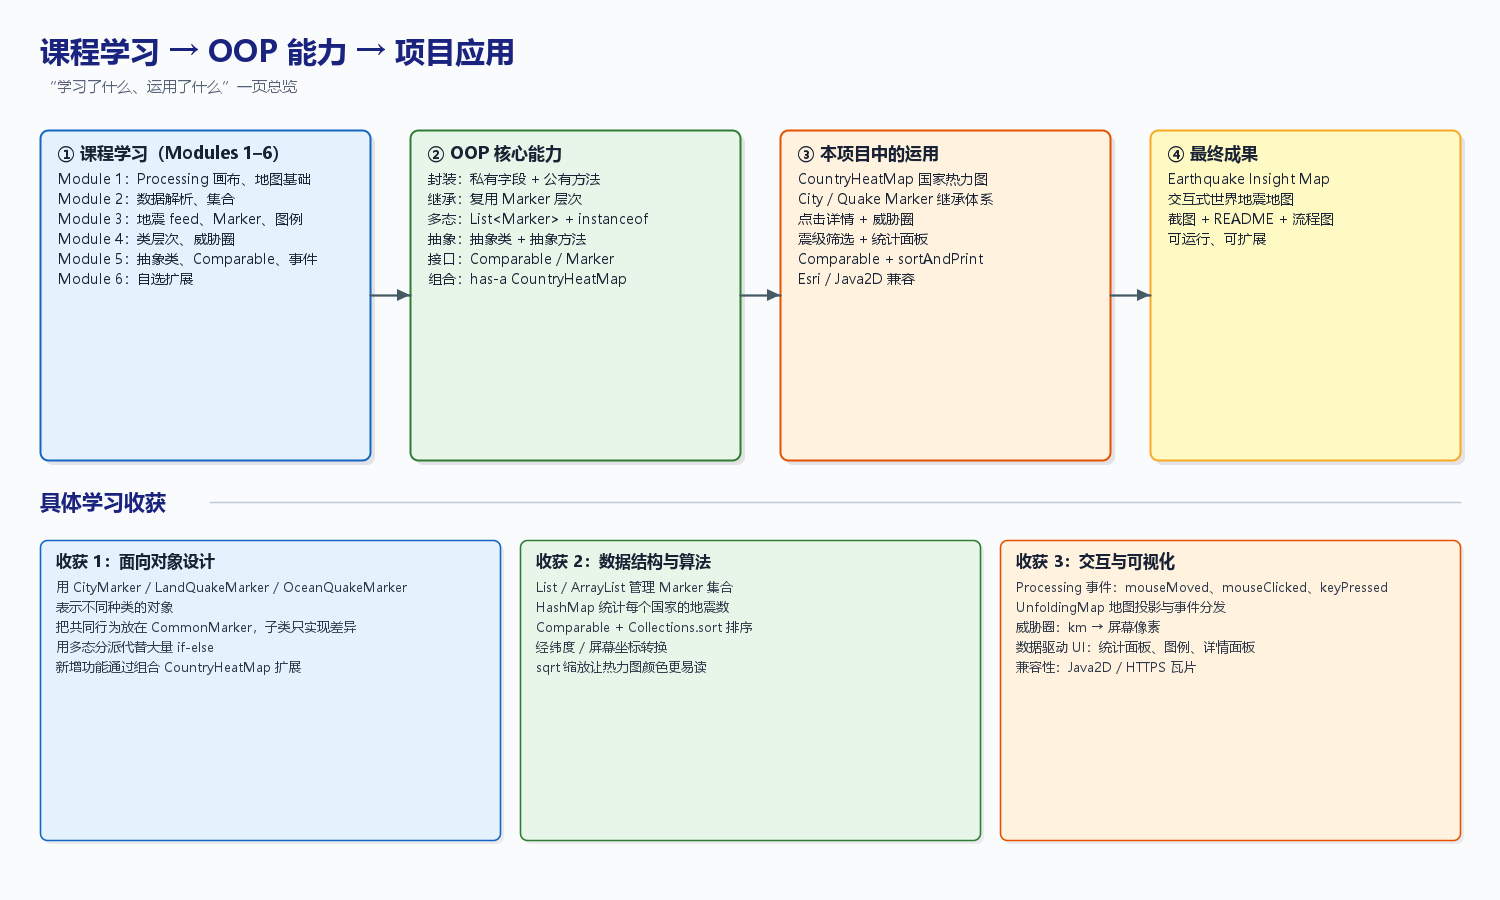 课程学习 → OOP 能力 → 项目应用
“学习了什么、运用了什么”一页总览
① 课程学习（Modules 1–6）
Module 1：Processing 画布、地图基础
Module 2：数据解析、集合
Module 3：地震 feed、Marker、图例
Module 4：类层次、威胁圈
Module 5：抽象类、Comparable、事件
Module 6：自选扩展
② OOP 核心能力
封装：私有字段 + 公有方法
继承：复用 Marker 层次
多态：List<Marker> + instanceof
抽象：抽象类 + 抽象方法
接口：Comparable / Marker
组合：has-a CountryHeatMap
③ 本项目中的运用
CountryHeatMap 国家热力图
City / Quake Marker 继承体系
点击详情 + 威胁圈
震级筛选 + 统计面板
Comparable + sortAndPrint
Esri / Java2D 兼容
④ 最终成果
Earthquake Insight Map
交互式世界地震地图
截图 + README + 流程图
可运行、可扩展
具体学习收获
收获 1：面向对象设计
用 CityMarker / LandQuakeMarker / OceanQuakeMarker
表示不同种类的对象
把共同行为放在 CommonMarker，子类只实现差异
用多态分派代替大量 if-else
新增功能通过组合 CountryHeatMap 扩展
收获 2：数据结构与算法
List / ArrayList 管理 Marker 集合
HashMap 统计每个国家的地震数
Comparable + Collections.sort 排序
经纬度 / 屏幕坐标转换
sqrt 缩放让热力图颜色更易读
收获 3：交互与可视化
Processing 事件：mouseMoved、mouseClicked、keyPressed
UnfoldingMap 地图投影与事件分发
威胁圈：km → 屏幕像素
数据驱动 UI：统计面板、图例、详情面板
兼容性：Java2D / HTTPS 瓦片